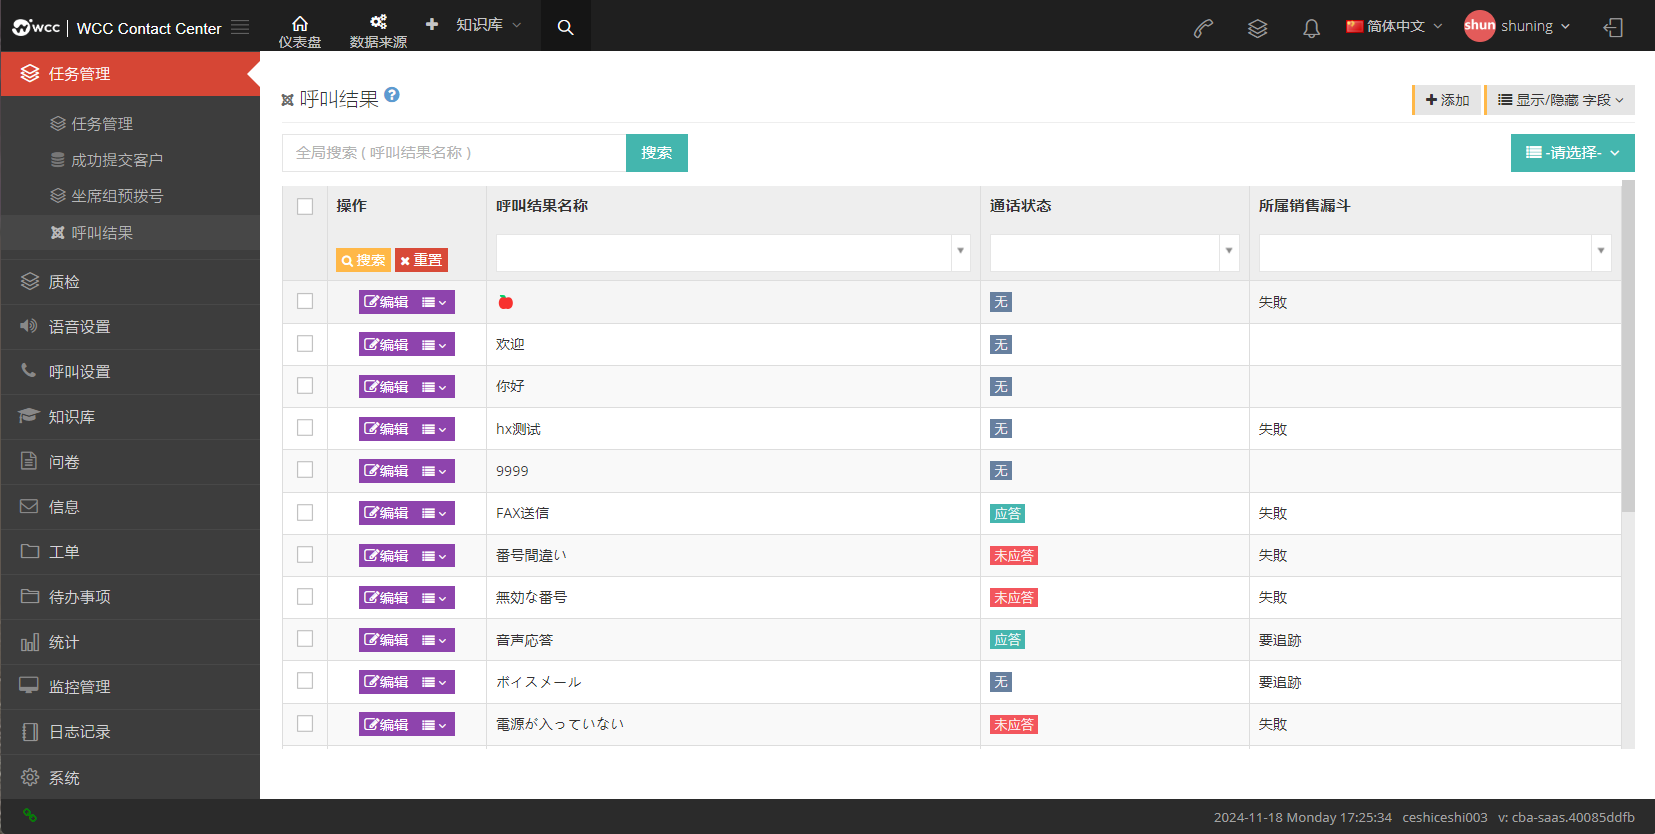 wcc | WCC Contact Center
仪表盘
数据来源
知识库
简体中文
shun
shuning
任务管理
任务管理
成功提交客户
坐席组预拨号
呼叫结果
质检
语音设置
呼叫设置
知识库
问卷
信息
工单
待办事项
统计
监控管理
日志记录
系统
呼叫结果
添加
显示/隐藏 字段
全局搜索 ( 呼叫结果名称 )
搜索
-请选择-
操作 呼叫结果名称 通话状态 所属销售漏斗
搜索 重置
编辑 无 失敗
编辑 欢迎 无
编辑 你好 无
编辑 hx测试 无 失敗
编辑 9999 无
编辑 FAX送信 应答 失敗
编辑 番号間違い 未应答 失敗
编辑 無効な番号 未应答 失敗
编辑 音声応答 应答 要追跡
编辑 ボイスメール 无 要追跡
编辑 電源が入っていない 未应答 失敗
2024-11-18 Monday 17:25:34 ceshiceshi003 v: cba-saas.40085ddfb